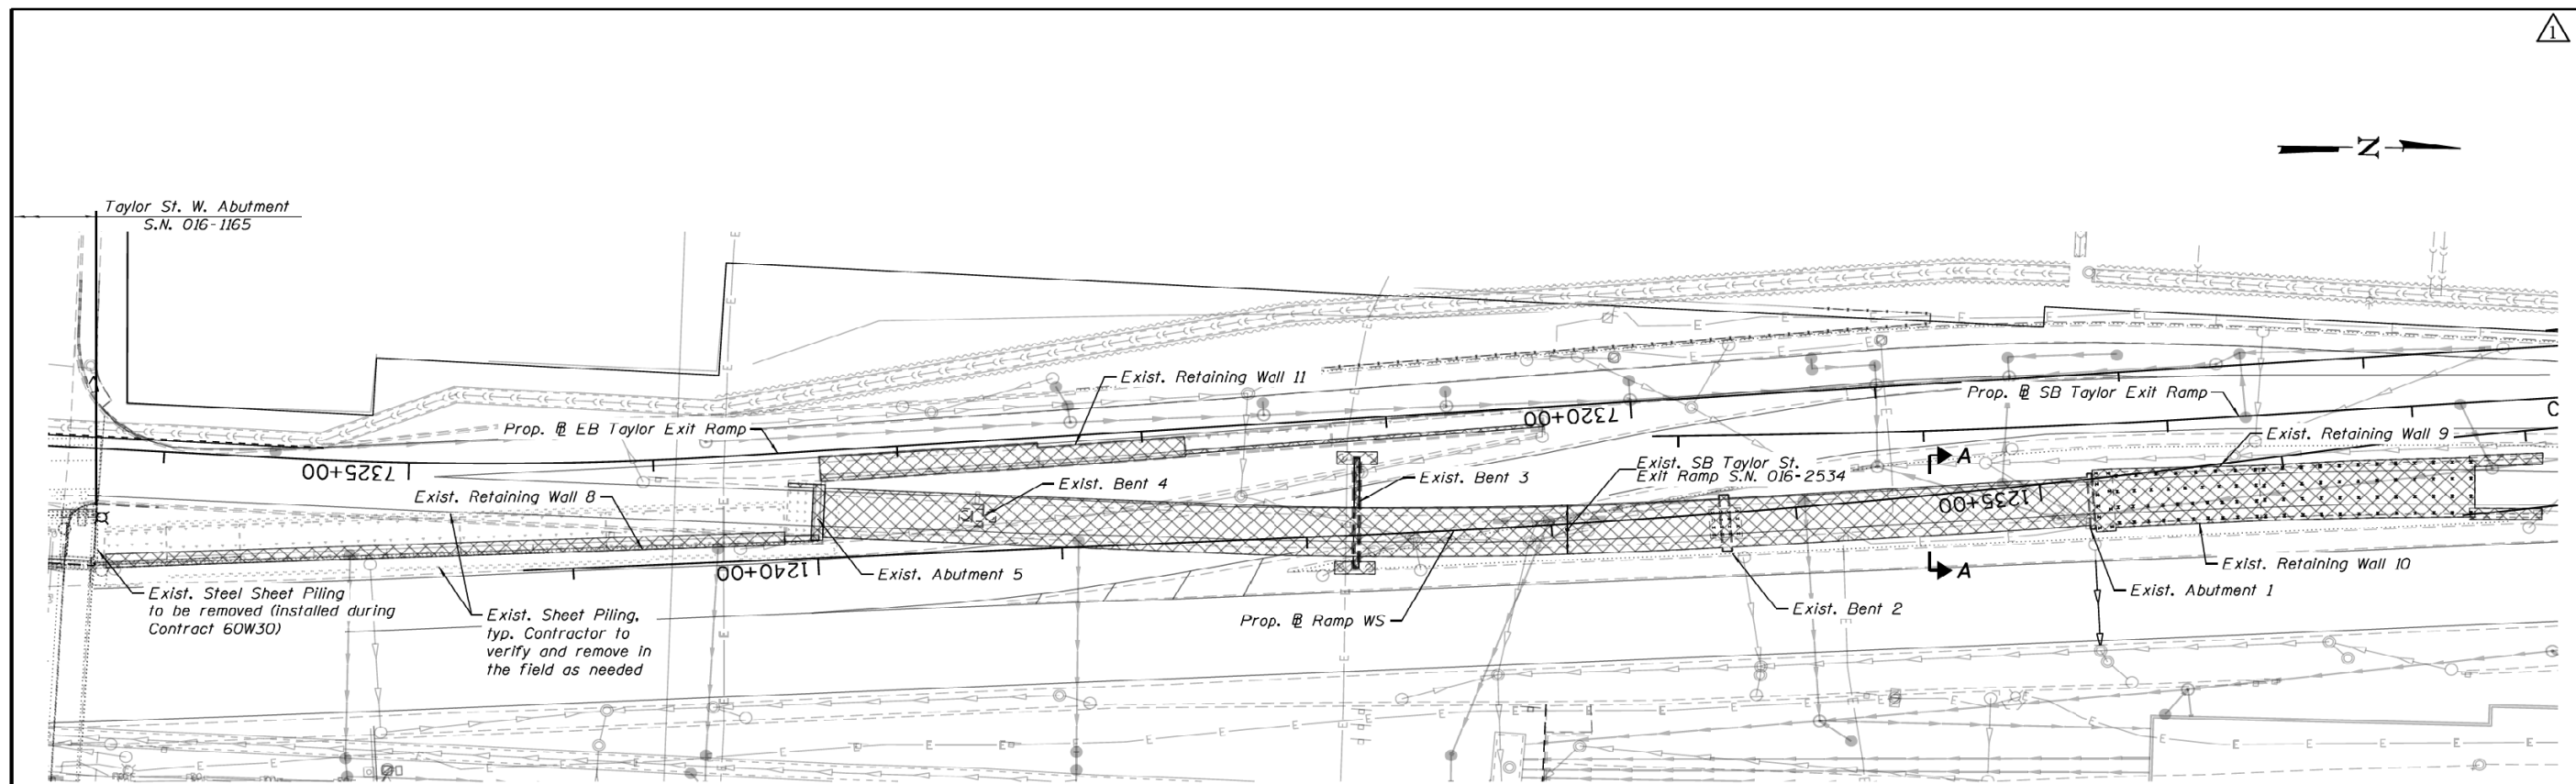 1
N
Taylor St. W. Abutment
S.N. 016-1165
Exist. Retaining Wall 11
Prop. ℄ EB Taylor Exit Ramp
7320+00
Prop. ℄ SB Taylor Exit Ramp
Exist. Retaining Wall 9
7325+00
Exist. Retaining Wall 8
Exist. Bent 4
Exist. Bent 3
Exist. SB Taylor St.
Exit Ramp S.N. 016-2534
A
1235+00
1240+00
Exist. Abutment 5
A
Exist. Retaining Wall 10
Exist. Abutment 1
Exist. Bent 2
Prop. ℄ Ramp WS
Exist. Steel Sheet Piling
to be removed (installed during
Contract 60W30)
Exist. Sheet Piling,
typ. Contractor to
verify and remove in
the field as needed